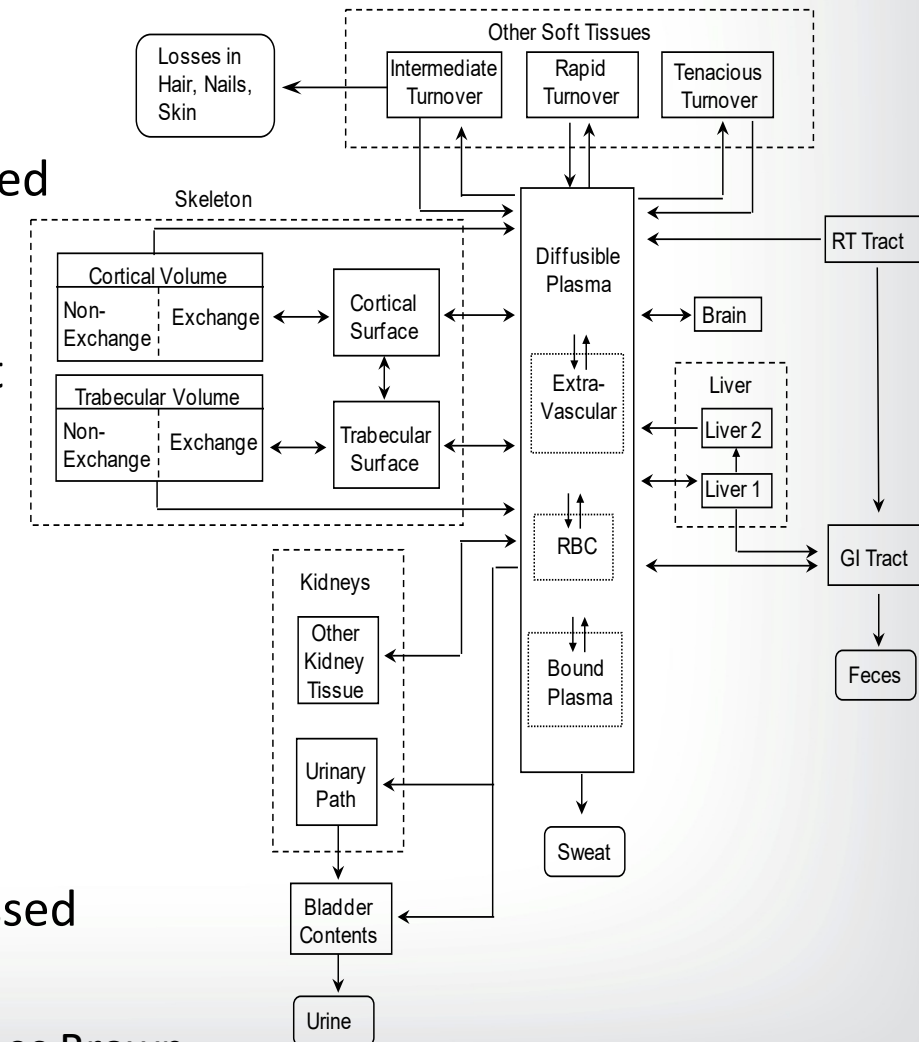 Other Soft Tissues
Losses in
Hair, Nails,
Skin
Intermediate
Turnover
Rapid
Turnover
Tenacious
Turnover
ed
Skeleton
RT Tract
Cortical Volume
Non-
Exchange
Exchange
Cortical
Surface
Diffusible
Plasma
Brain
t
Trabecular Volume
Non-
Exchange
Exchange
Trabecular
Surface
Extra-
Vascular
Liver
Liver 2
Liver 1
RBC
GI Tract
Kidneys
Other
Kidney
Tissue
Bound
Plasma
Feces
Urinary
Path
Sweat
ssed
Bladder
Contents
Urine